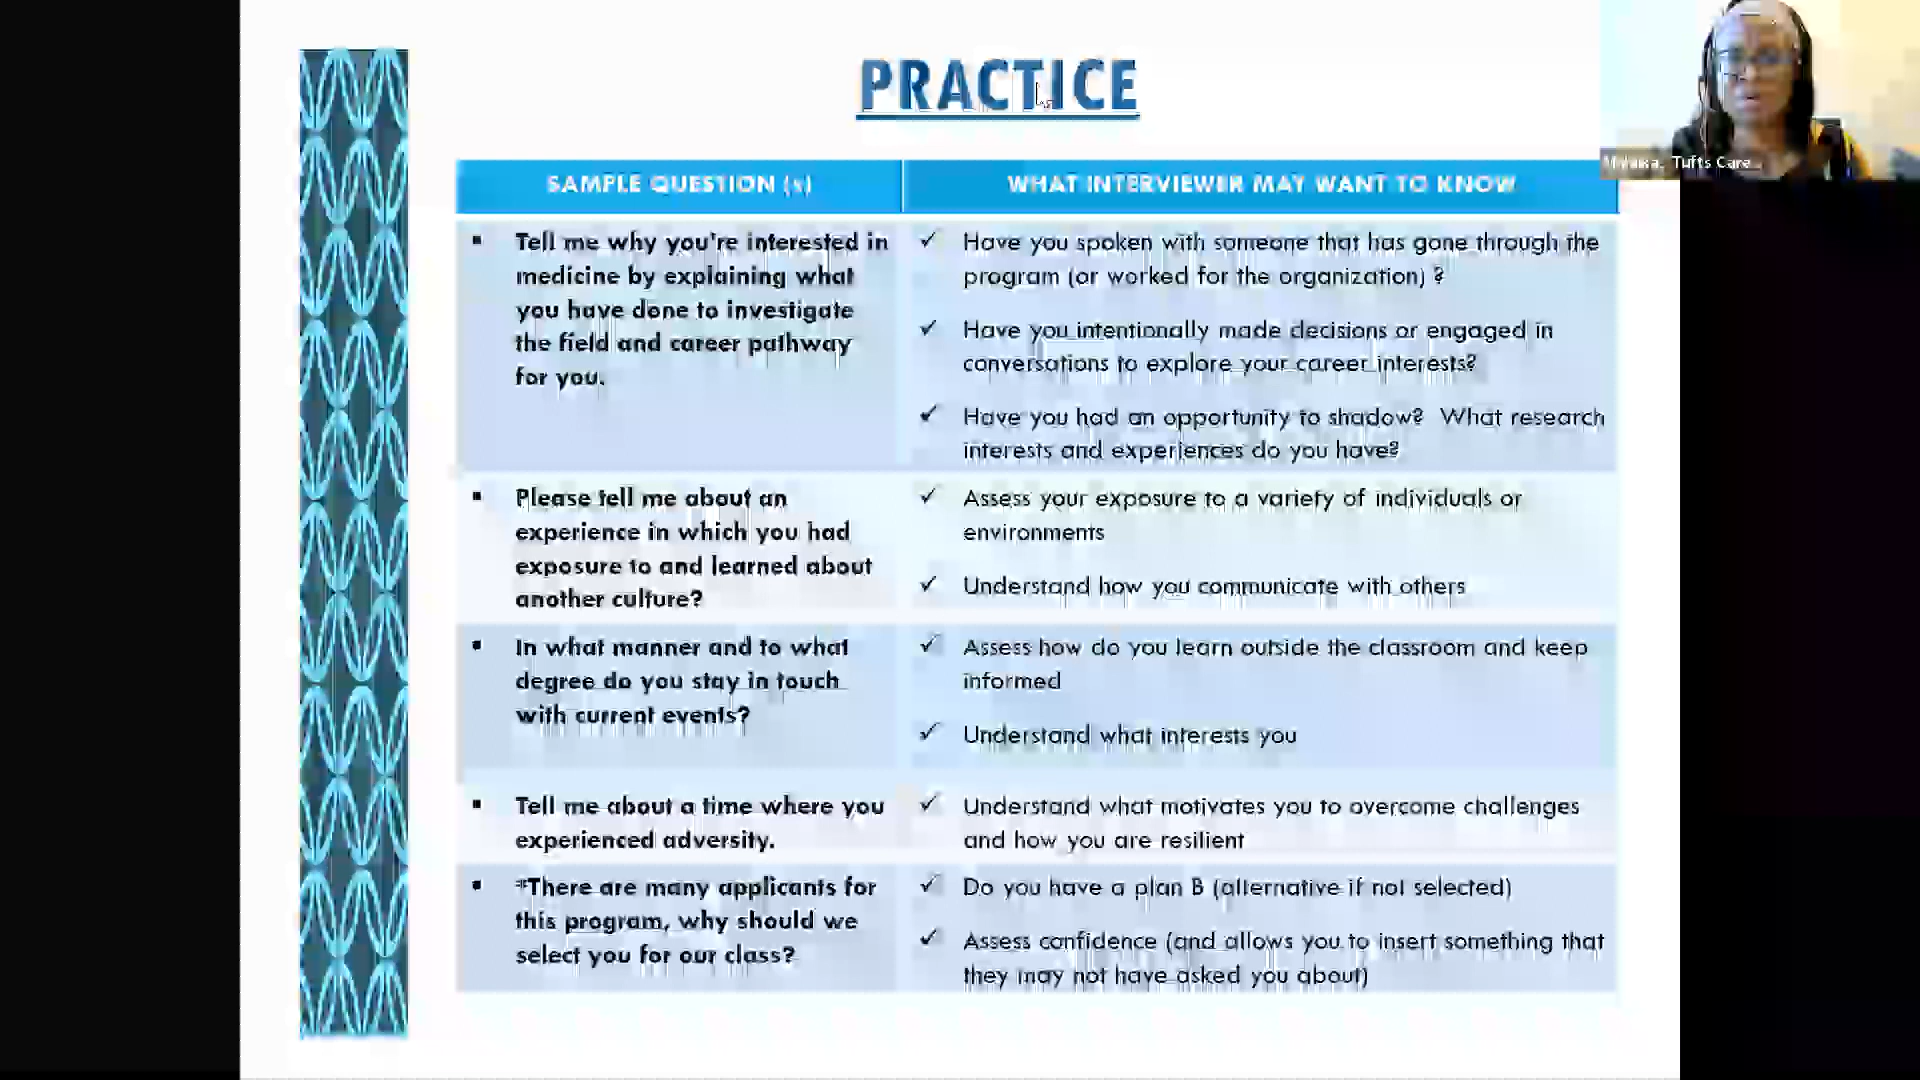 PRACTICE
Tufts Care...
SAMPLE QUESTION (s)
WHAT INTERVIEWER MAY WANT TO KNOW
▪ Tell me why you're interested in
medicine by explaining what
you have done to investigate
the field and career pathway
for you.
✓ Have you spoken with someone that has gone through the
program (or worked for the organization) ?
✓ Have you intentionally made decisions or engaged in
conversations to explore your career interests?
✓ Have you had an opportunity to shadow? What research
interests and experiences do you have?
▪ Please tell me about an
experience in which you had
exposure to and learned about
another culture?
✓ Assess your exposure to a variety of individuals or
environments
✓ Understand how you communicate with others
▪ In what manner and to what
degree do you stay in touch
with current events?
✓ Assess how do you learn outside the classroom and keep
informed
✓ Understand what interests you
▪ Tell me about a time where you
experienced adversity.
✓ Understand what motivates you to overcome challenges
and how you are resilient
▪ *There are many applicants for
this program, why should we
select you for our class?
✓ Do you have a plan B (alternative if not selected)
✓ Assess confidence (and allows you to insert something that
they may not have asked you about)